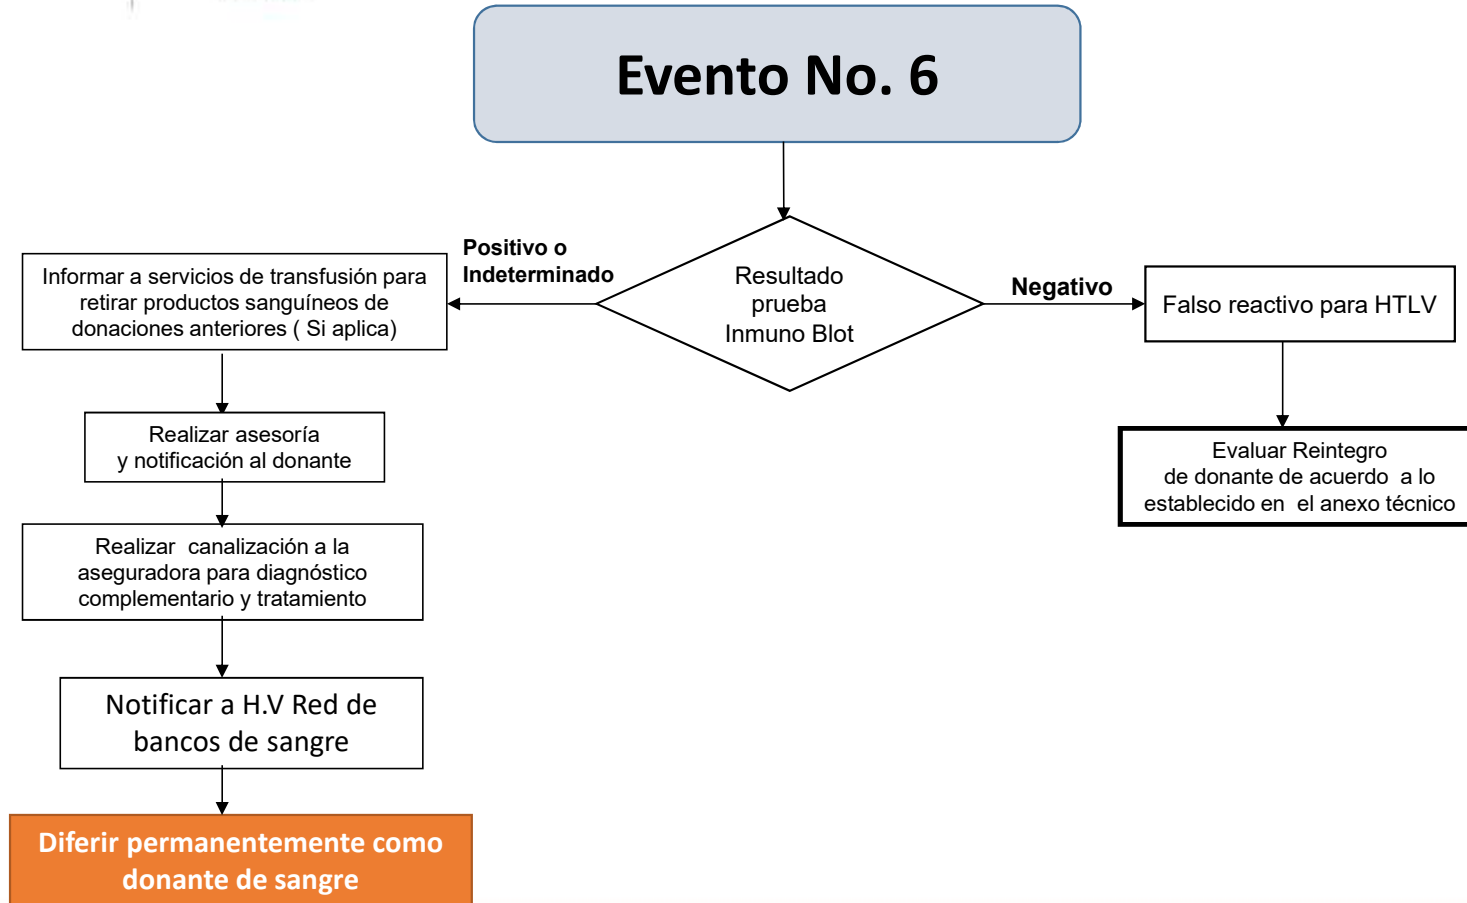 Evento No. 6
Positivo o
Indeterminado
Resultado
prueba
Inmuno Blot
Negativo
Informar a servicios de transfusión para
retirar productos sanguíneos de
donaciones anteriores ( Si aplica)
Falso reactivo para HTLV
Realizar asesoría
y notificación al donante
Evaluar Reintegro
de donante de acuerdo a lo
establecido en el anexo técnico
Realizar canalización a la
aseguradora para diagnóstico
complementario y tratamiento
Notificar a H.V Red de
bancos de sangre
Diferir permanentemente como
donante de sangre